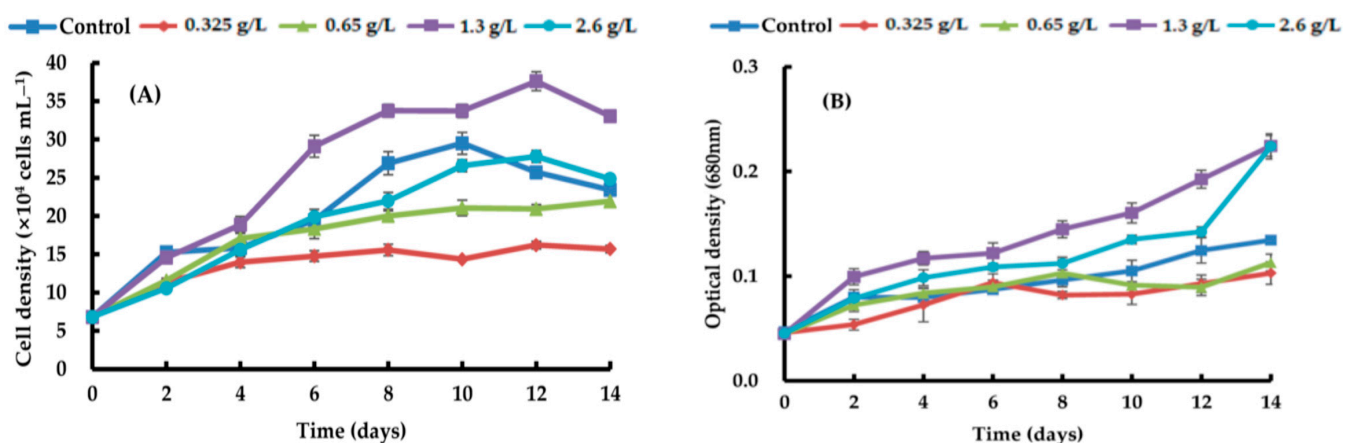 Control 0.325 g/L 0.65 g/L 1.3 g/L 2.6 g/L
Cell density (×10⁴ cells mL⁻¹)
(A)
40
35
30
25
20
15
10
5
0
0 2 4 6 8 10 12 14
Time (days)
Control 0.325 g/L 0.65 g/L 1.3 g/L 2.6 g/L
Optical density (680nm)
(B)
0.3
0.2
0.1
0.0
0 2 4 6 8 10 12 14
Time (days)